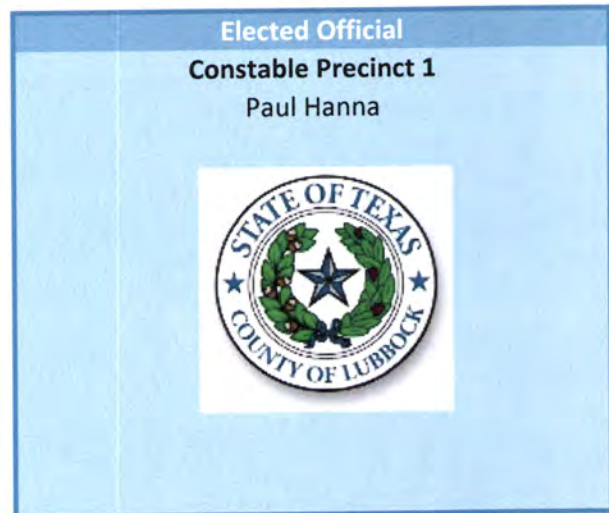 Elected Official
Constable Precinct 1
Paul Hanna
STATE OF TEXAS
COUNTY OF LUBBOCK